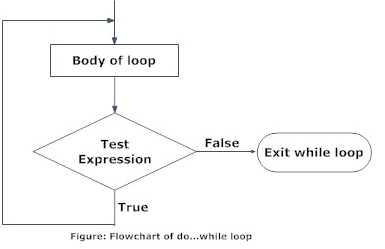 Body of loop
Test
Expression
False
Exit while loop
True
Figure: Flowchart of do...while loop